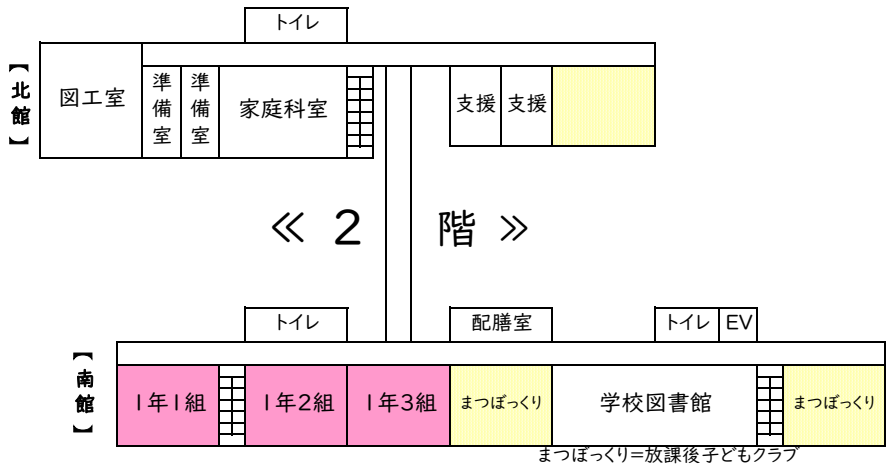 トイレ
【北館】
図工室
準備室
準備室
家庭科室
支援
支援
≪ 2 階 ≫
トイレ
配膳室
トイレ
EV
【南館】
1年1組
1年2組
1年3組
まつぼっくり
学校図書館
まつぼっくり
まつぼっくり=放課後子どもクラブ